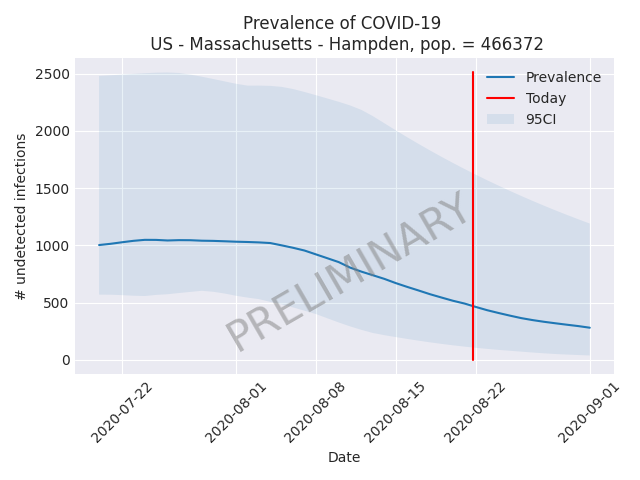 Prevalence of COVID-19
US - Massachusetts - Hampden, pop. = 466372
2500
2000
1500
1000
500
0
# undetected infections
Prevalence
Today
95CI
PRELIMINARY
2020-07-22
2020-08-01
2020-08-08
2020-08-15
2020-08-22
2020-09-01
Date